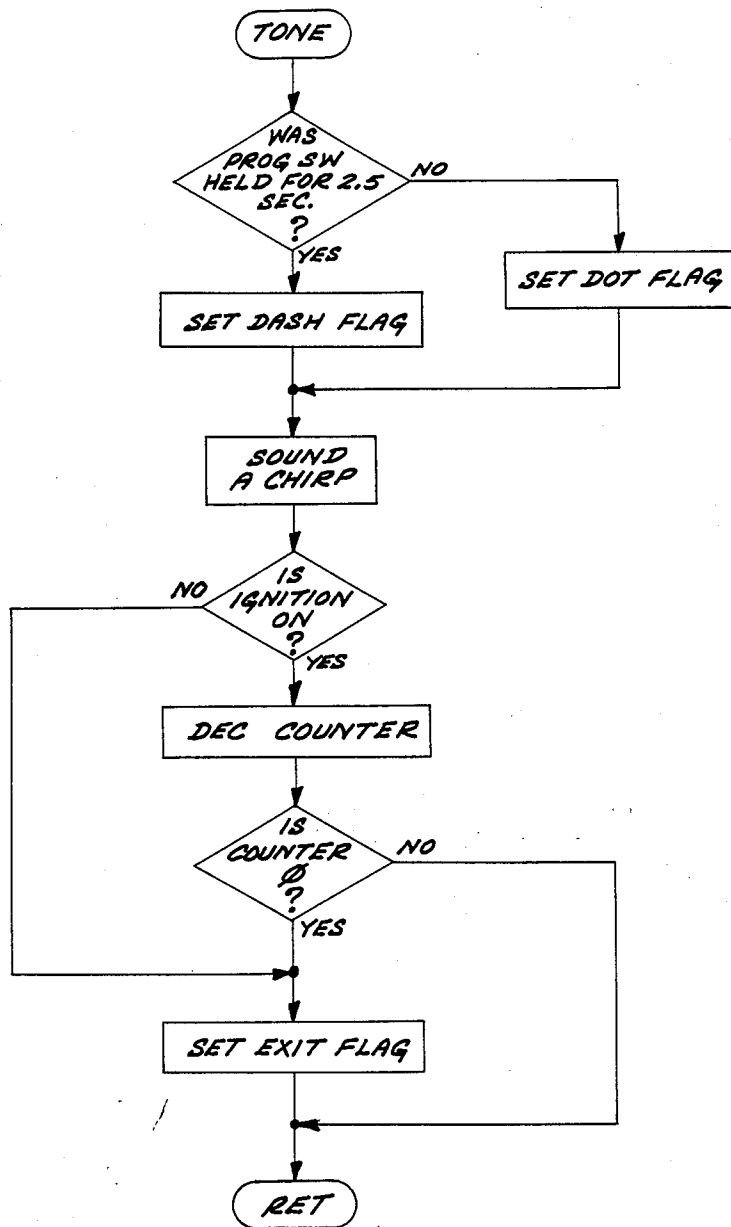 TONE
WAS
PROG SW
HELD FOR 2.5
SEC.
?
NO
YES
SET DOT FLAG
SET DASH FLAG
SOUND
A CHIRP
NO
IS
IGNITION
ON
?
YES
DEC COUNTER
IS
COUNTER
Ø
?
NO
YES
SET EXIT FLAG
RET